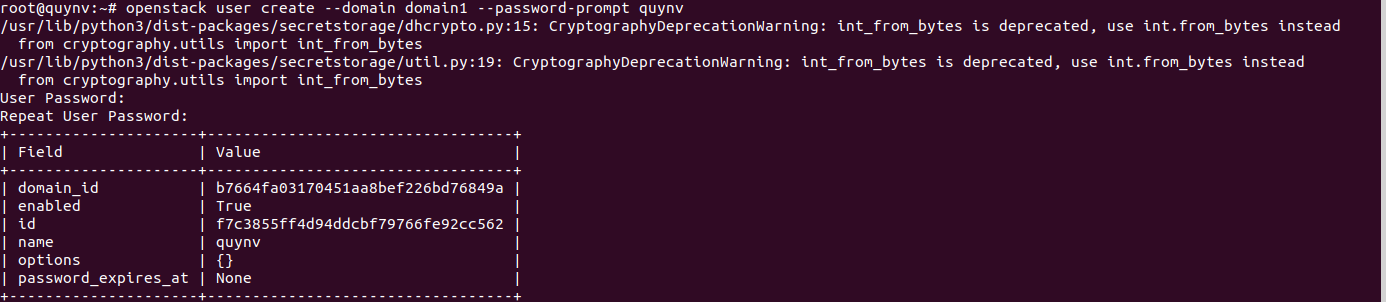 root@quynv:~# openstack user create --domain domain1 --password-prompt quynv
/usr/lib/python3/dist-packages/secretstorage/dhcrypto.py:15: CryptographyDeprecationWarning: int_from_bytes is deprecated, use int.from_bytes instead
  from cryptography.utils import int_from_bytes
/usr/lib/python3/dist-packages/secretstorage/util.py:19: CryptographyDeprecationWarning: int_from_bytes is deprecated, use int.from_bytes instead
  from cryptography.utils import int_from_bytes
User Password:
Repeat User Password:
+---------------------+----------------------------------+
| Field               | Value                            |
+---------------------+----------------------------------+
| domain_id           | b7664fa03170451aa8bef226bd76849a |
| enabled             | True                             |
| id                  | f7c3855ff4d94ddcbf79766fe92cc562 |
| name                | quynv                            |
| options             | {}                               |
| password_expires_at | None                             |
+---------------------+----------------------------------+